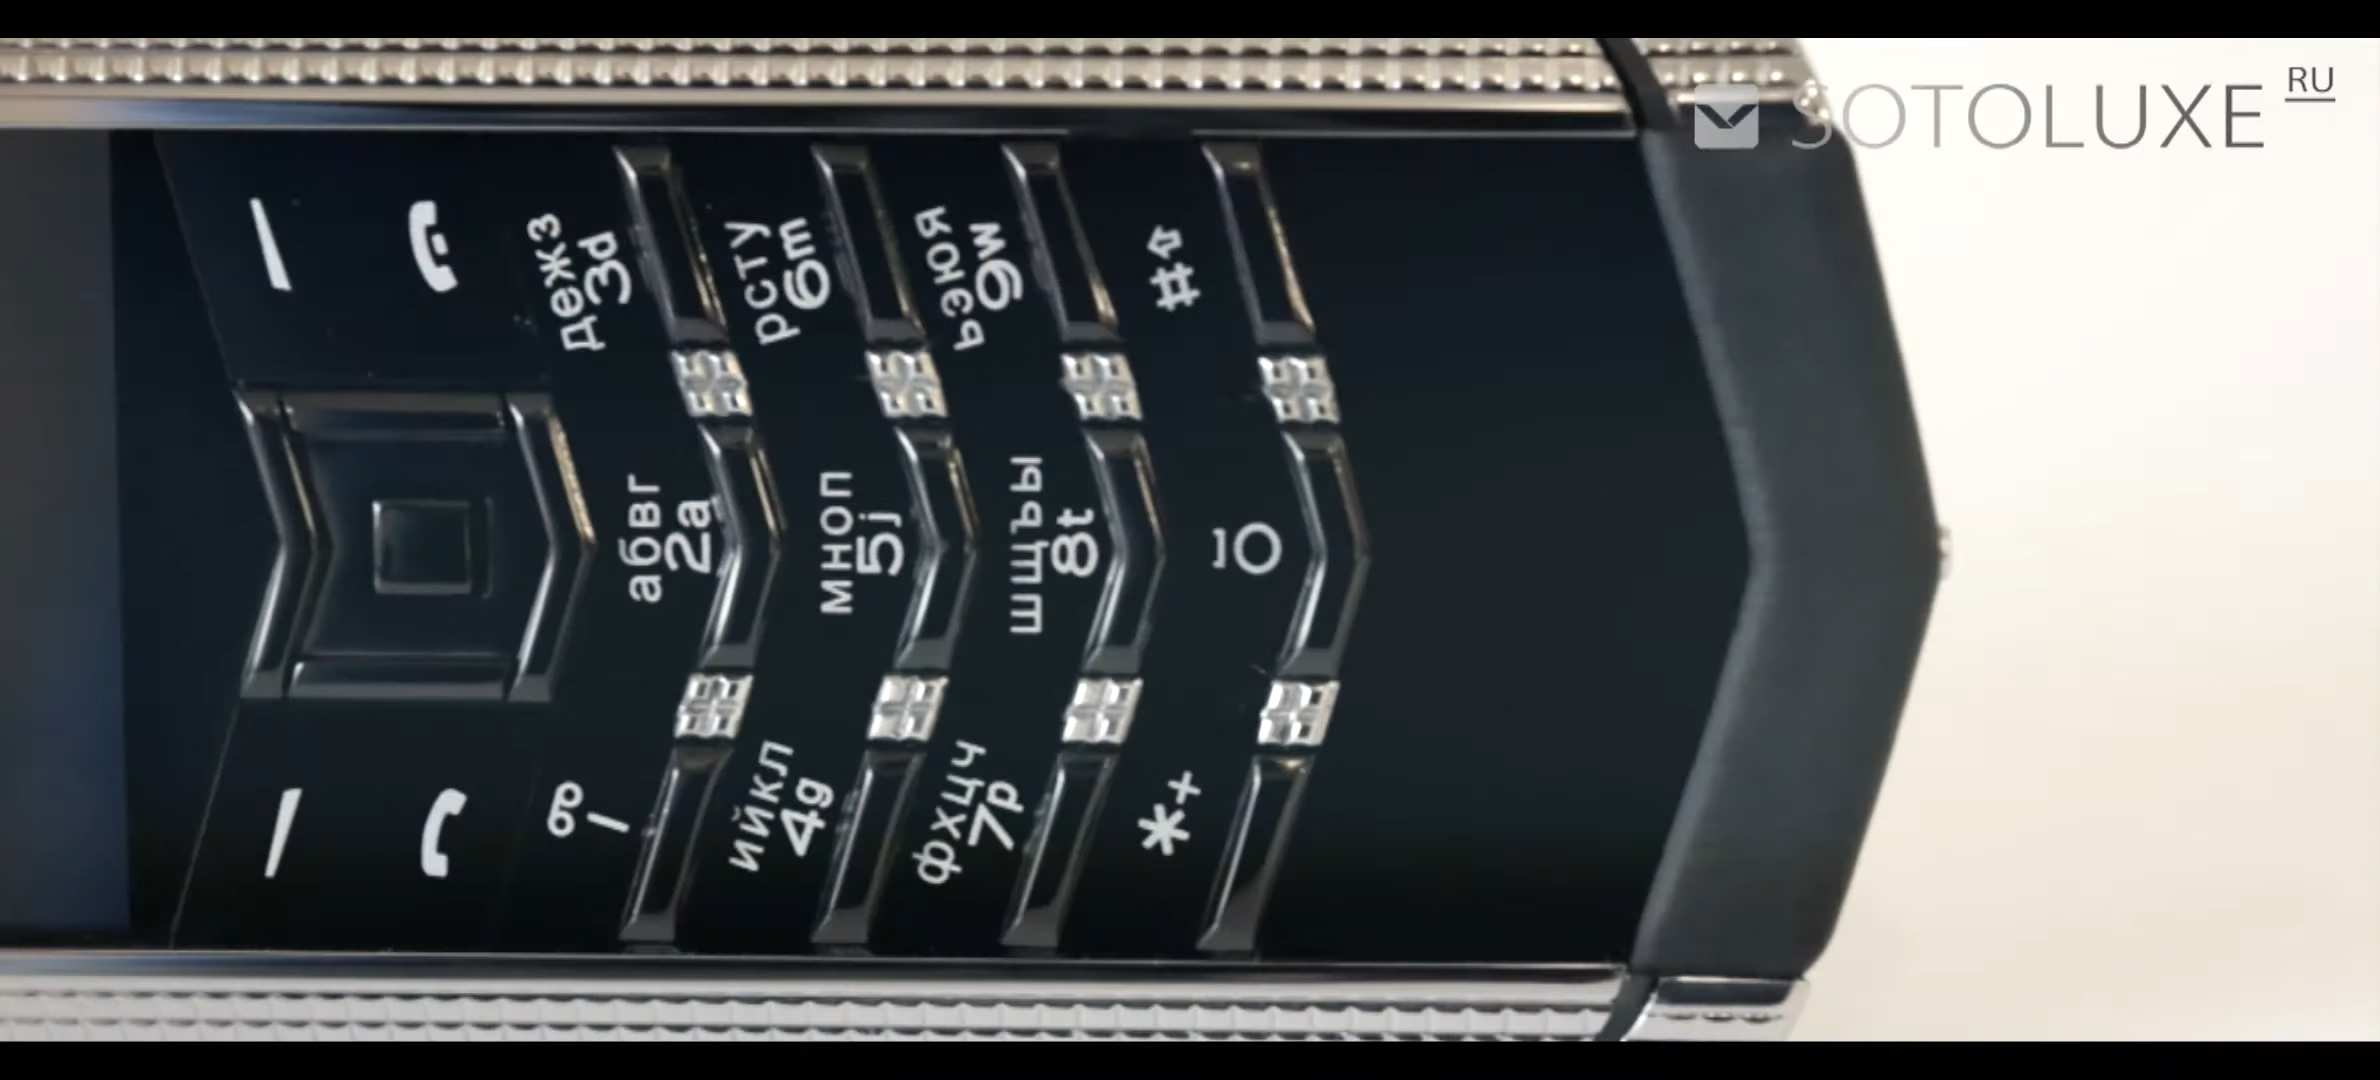 SOTOLUXE RU
1
абвг
2a
дежз
3d
ийкл
4g
мноп
5j
рсту
6m
фхцч
7p
шщъы
8t
ьэюя
9w
*+
0
#